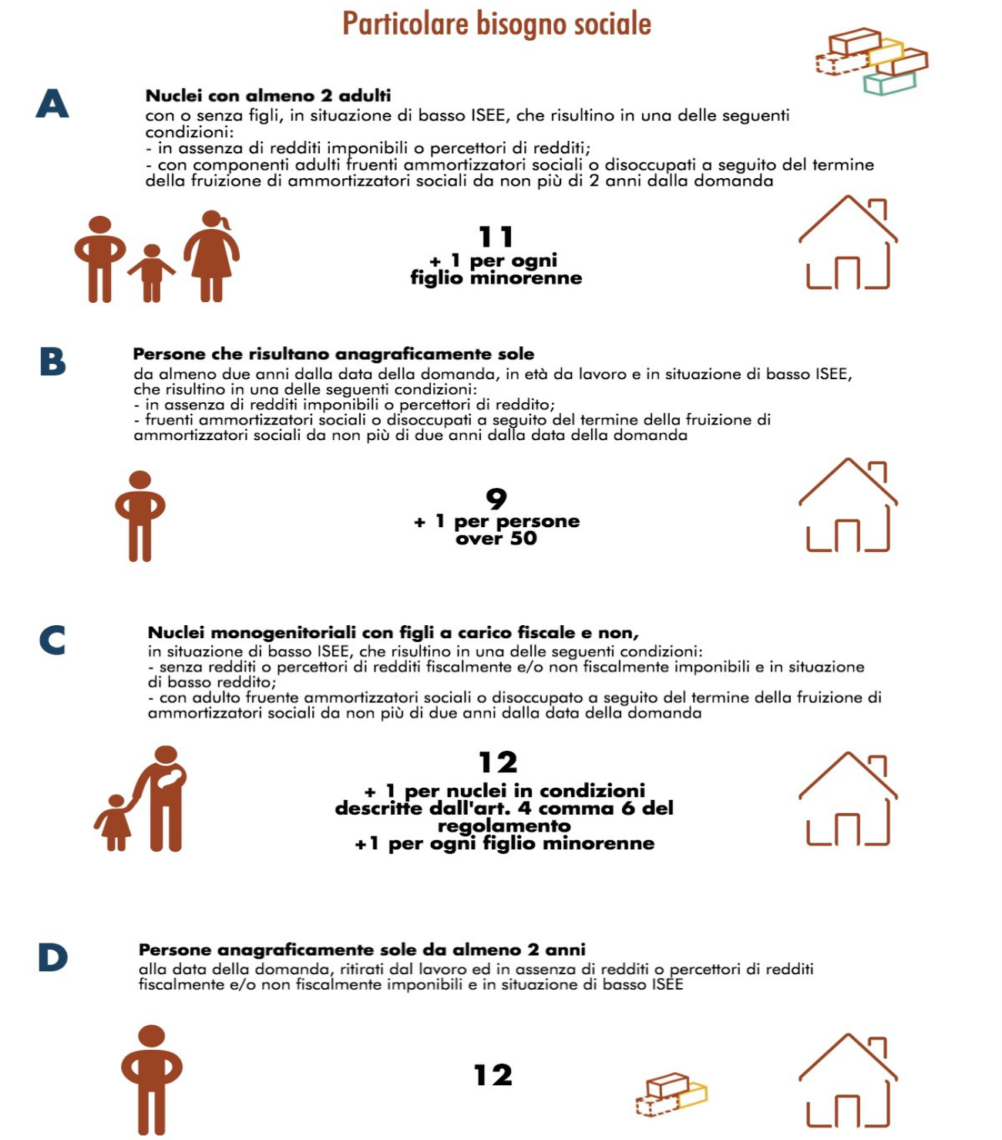 Particolare bisogno sociale
A
Nuclei con almeno 2 adulti
con o senza figli, in situazione di basso ISEE, che risultino in una delle seguenti
condizioni:
- in assenza di redditi imponibili o percettori di redditi;
- con componenti adulti fruenti ammortizzatori sociali o disoccupati a seguito del termine
della fruizione di ammortizzatori sociali da non più di 2 anni dalla domanda
11
+ 1 per ogni
figlio minorenne
B
Persone che risultano anagraficamente sole
da almeno due anni dalla data della domanda, in età da lavoro e in situazione di basso ISEE,
che risultino in una delle seguenti condizioni:
- in assenza di redditi imponibili o percettori di reddito;
- fruenti ammortizzatori sociali o disoccupati a seguito del termine della fruizione di
ammortizzatori sociali da non più di due anni dalla data della domanda
9
+ 1 per persone
over 50
C
Nuclei monogenitoriali con figli a carico fiscale e non,
in situazione di basso ISEE, che risultino in una delle seguenti condizioni:
- senza redditi o percettori di redditi fiscalmente e/o non fiscalmente imponibili e in situazione
di basso reddito;
- con adulto fruente ammortizzatori sociali o disoccupato a seguito del termine della fruizione di
ammortizzatori sociali da non più di due anni dalla data della domanda
12
+ 1 per nuclei in condizioni
descritte dall'art. 4 comma 6 del
regolamento
+1 per ogni figlio minorenne
D
Persone anagraficamente sole da almeno 2 anni
alla data della domanda, ritirati dal lavoro ed in assenza di redditi o percettori di redditi
fiscalmente e/o non fiscalmente imponibili e in situazione di basso ISEE
12